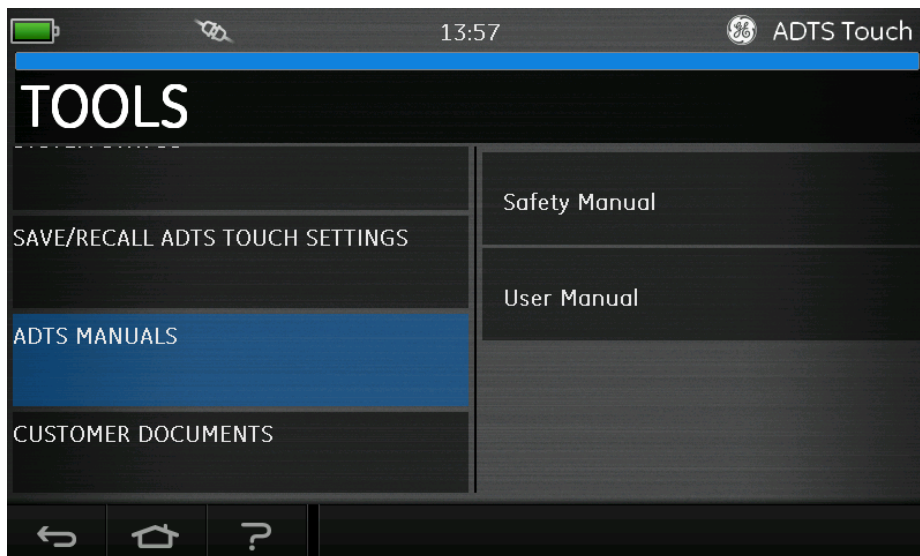 13:57
ADTS Touch
TOOLS
SAVE/RECALL ADTS TOUCH SETTINGS
ADTS MANUALS
CUSTOMER DOCUMENTS
Safety Manual
User Manual